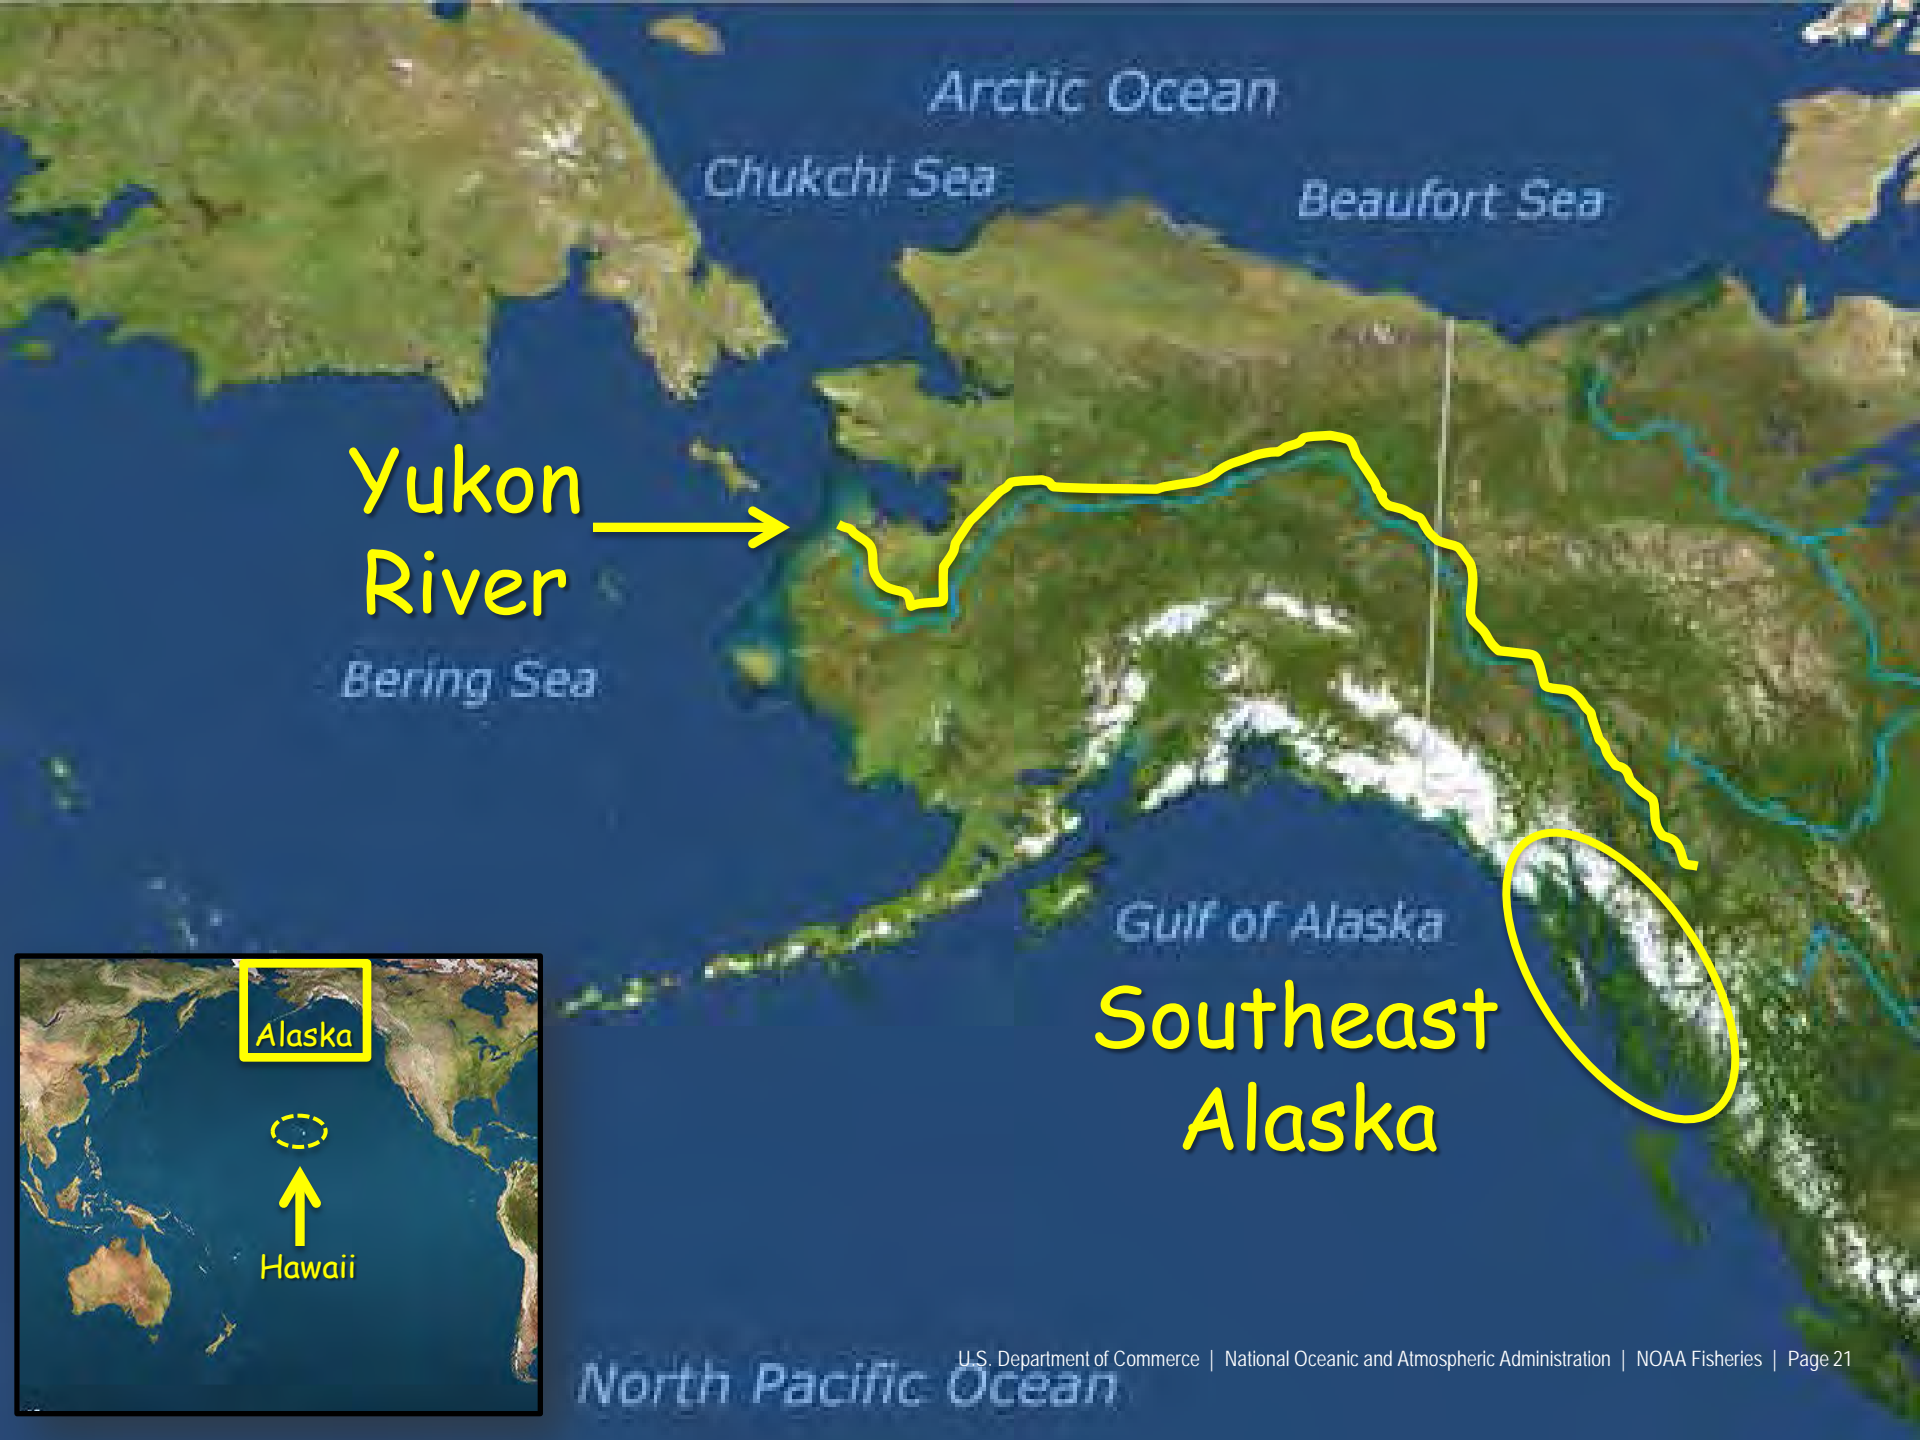 Arctic Ocean
Chukchi Sea
Beaufort Sea
Yukon
River
Bering Sea
Gulf of Alaska
Southeast
Alaska
Alaska
Hawaii
U.S. Department of Commerce | National Oceanic and Atmospheric Administration | NOAA Fisheries | Page 21
North Pacific Ocean